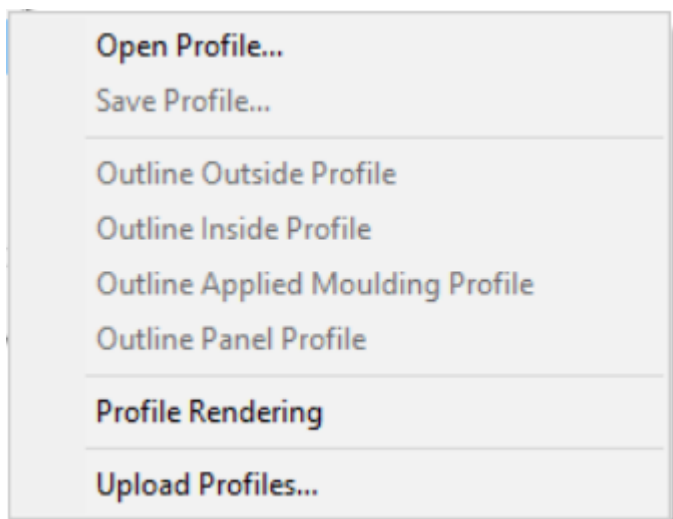 Open Profile...
Save Profile...
Outline Outside Profile
Outline Inside Profile
Outline Applied Moulding Profile
Outline Panel Profile
Profile Rendering
Upload Profiles...